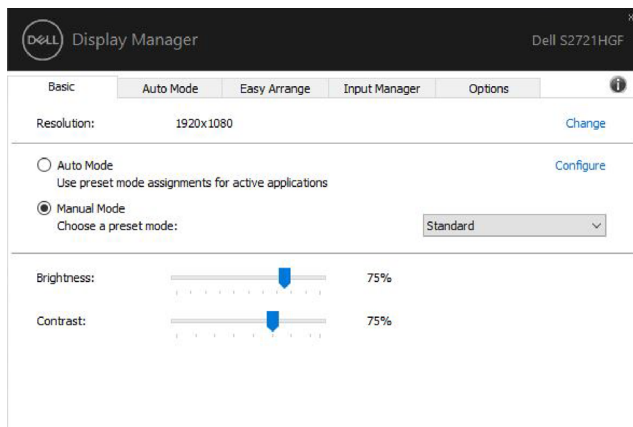 DELL Display Manager Dell S2721HGF
Basic Auto Mode Easy Arrange Input Manager Options
Resolution: 1920x1080 Change
Auto Mode Configure
Use preset mode assignments for active applications
Manual Mode
Choose a preset mode: Standard
Brightness: 75%
Contrast: 75%